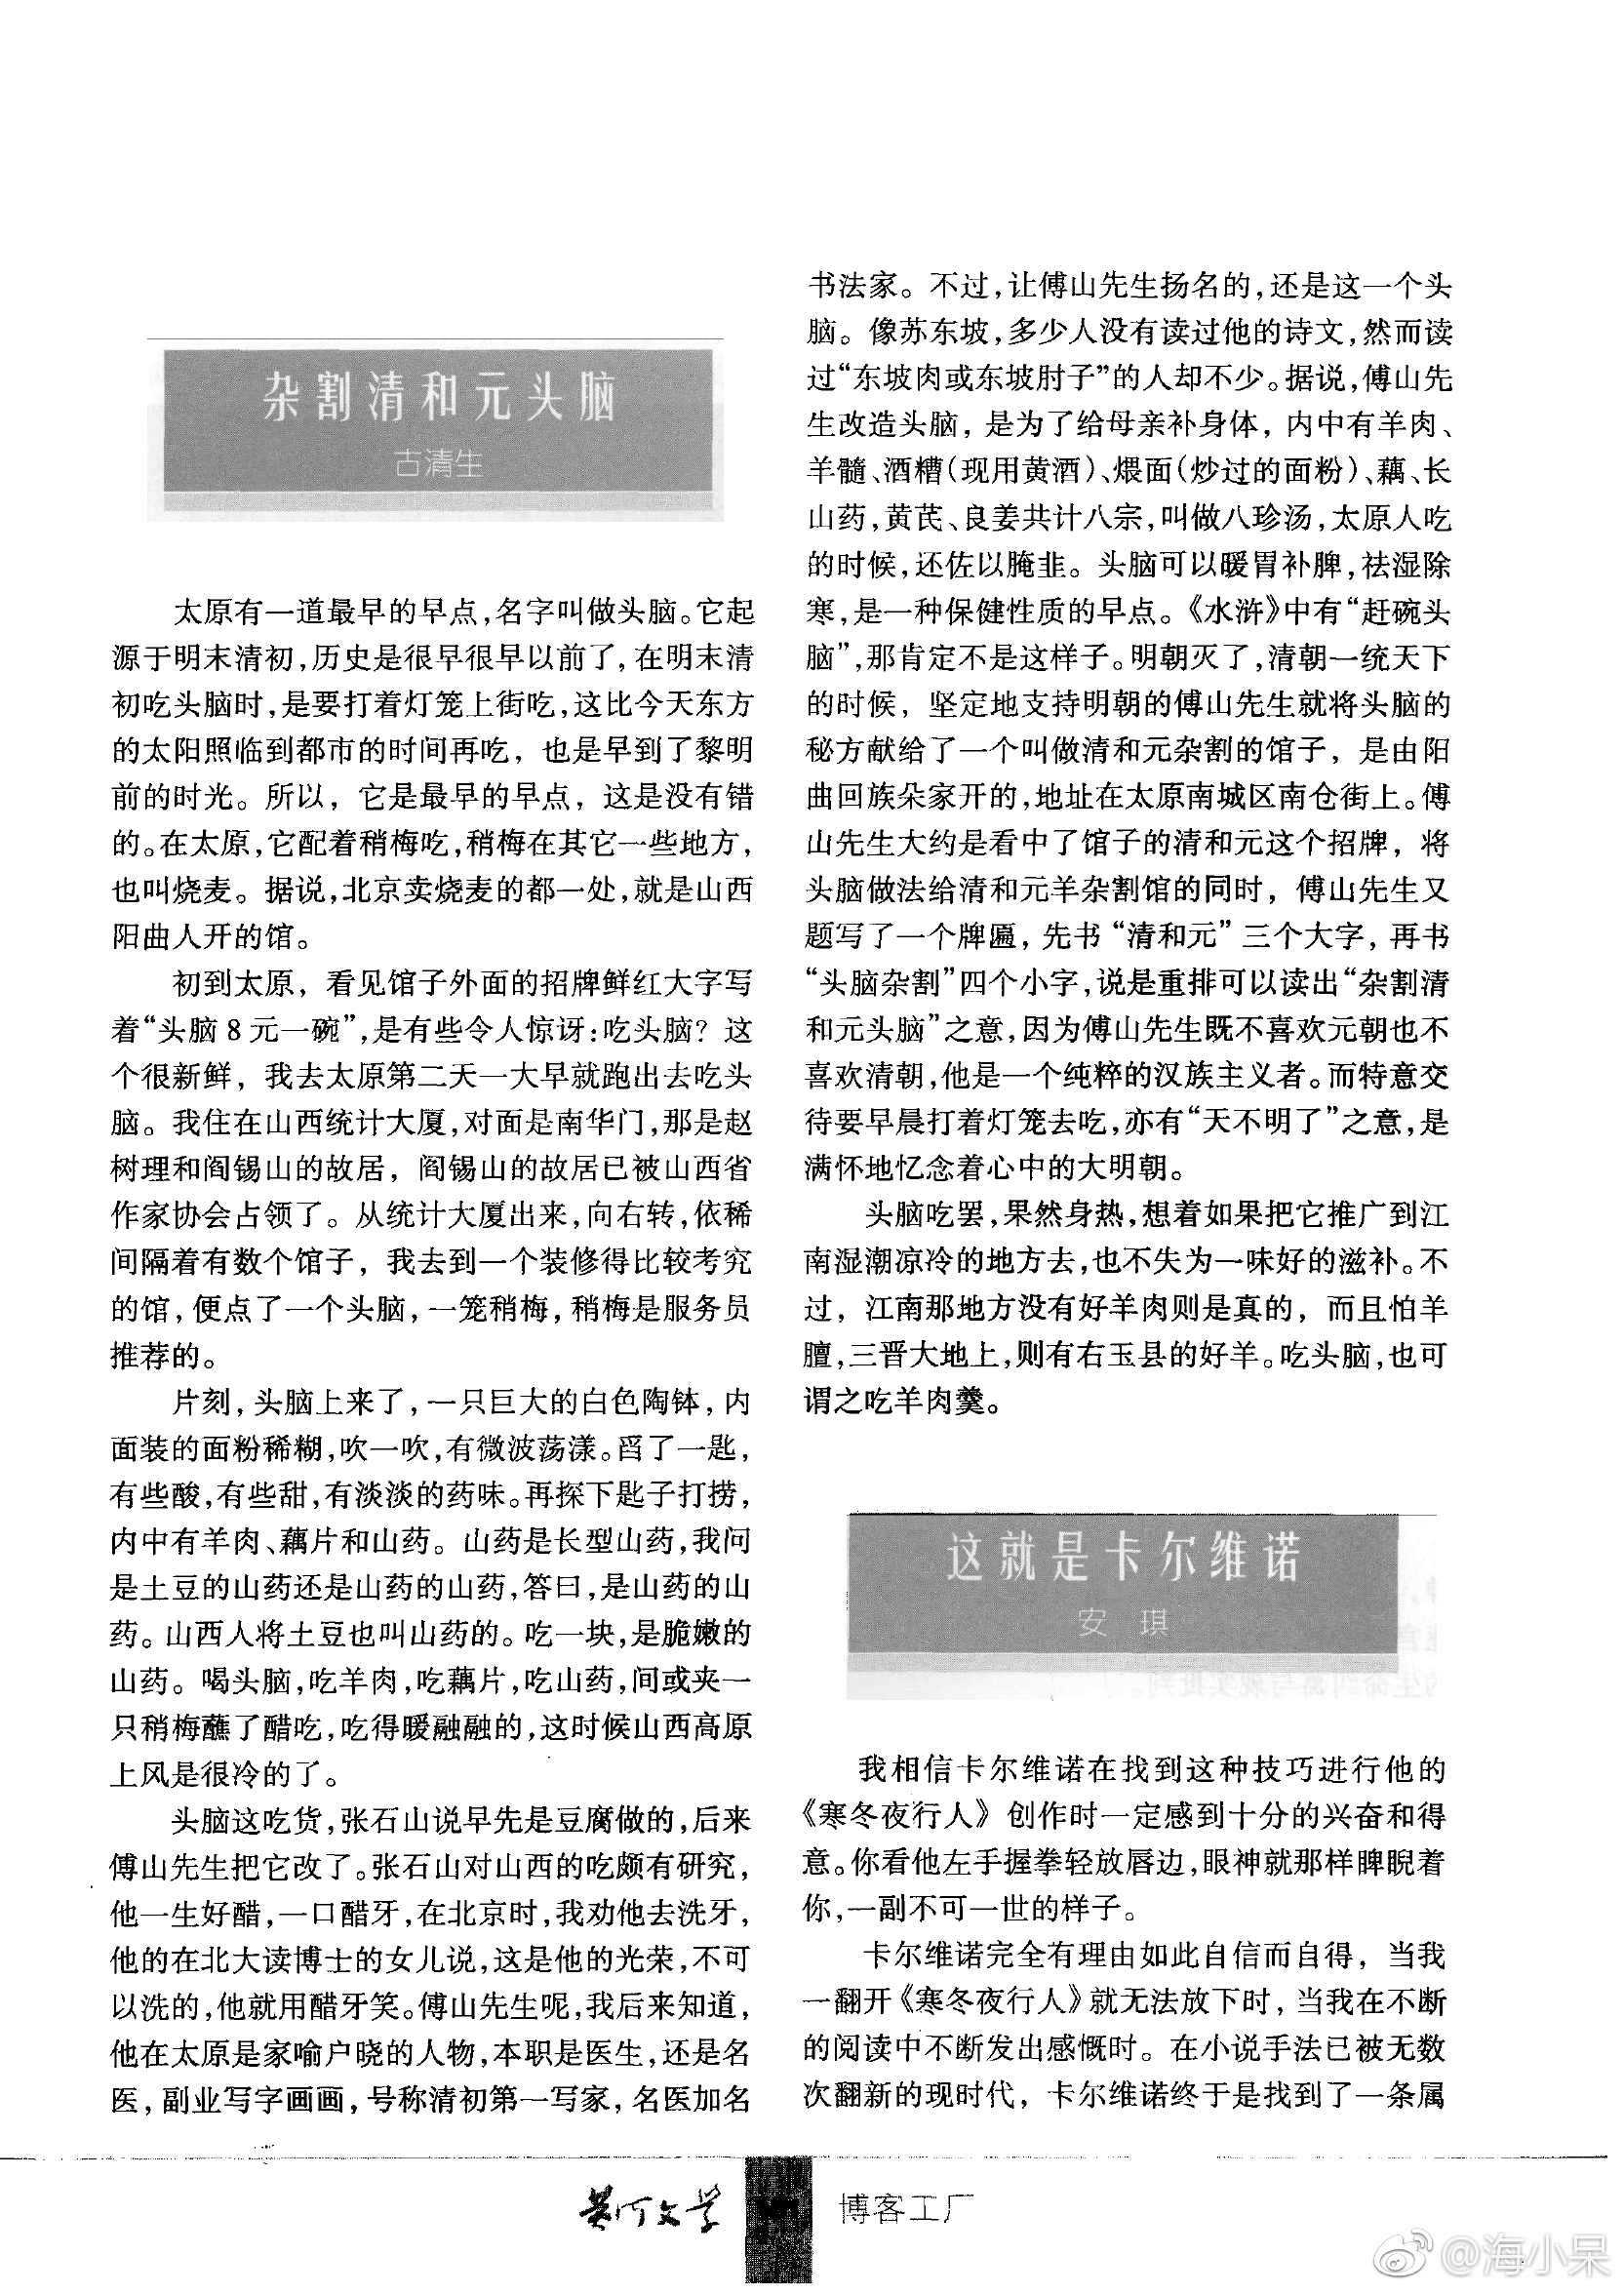 杂割清和元头脑
古清生
太原有一道最早的早点,名字叫做头脑。它起
源于明末清初,历史是很早很早以前了,在明末清
初吃头脑时,是要打着灯笼上街吃,这比今天东方
的太阳照临到都市的时间再吃，也是早到了黎明
前的时光。所以，它是最早的早点，这是没有错
的。在太原,它配着稍梅吃,稍梅在其它一些地方,
也叫烧麦。据说,北京卖烧麦的都一处,就是山西
阳曲人开的馆。
初到太原，看见馆子外面的招牌鲜红大字写
着“头脑 8 元一碗”,是有些令人惊讶:吃头脑？这
个很新鲜，我去太原第二天一大早就跑出去吃头
脑。我住在山西统计大厦,对面是南华门,那是赵
树理和阎锡山的故居，阎锡山的故居已被山西省
作家协会占领了。从统计大厦出来,向右转,依稀
间隔着有数个馆子，我去到一个装修得比较考究
的馆,便点了一个头脑,一笼稍梅,稍梅是服务员
推荐的。
片刻,头脑上来了,一只巨大的白色陶钵,内
面装的面粉稀糊,吹一吹,有微波荡漾。舀了一匙,
有些酸,有些甜,有淡淡的药味。再探下匙子打捞,
内中有羊肉、藕片和山药。山药是长型山药,我问
是土豆的山药还是山药的山药,答曰,是山药的山
药。山西人将土豆也叫山药的。吃一块,是脆嫩的
山药。喝头脑,吃羊肉,吃藕片,吃山药,间或夹一
只稍梅蘸了醋吃,吃得暖融融的,这时候山西高原
上风是很冷的了。
头脑这吃货,张石山说早先是豆腐做的,后来
傅山先生把它改了。张石山对山西的吃颇有研究,
他一生好醋,一口醋牙,在北京时,我劝他去洗牙,
他的在北大读博士的女儿说,这是他的光荣,不可
以洗的,他就用醋牙笑。傅山先生呢,我后来知道,
他在太原是家喻户晓的人物,本职是医生,还是名
医,副业写字画画,号称清初第一写家,名医加名
书法家。不过,让傅山先生扬名的,还是这一个头
脑。像苏东坡,多少人没有读过他的诗文,然而读
过“东坡肉或东坡肘子”的人却不少。据说,傅山先
生改造头脑，是为了给母亲补身体，内中有羊肉、
羊髓、酒糟(现用黄酒)、煨面(炒过的面粉)、藕、长
山药,黄芪、良姜共计八宗,叫做八珍汤,太原人吃
的时候,还佐以腌韭。头脑可以暖胃补脾,祛湿除
寒,是一种保健性质的早点。《水浒》中有“赶碗头
脑”,那肯定不是这样子。明朝灭了,清朝一统天下
的时候，坚定地支持明朝的傅山先生就将头脑的
秘方献给了一个叫做清和元杂割的馆子，是由阳
曲回族朵家开的,地址在太原南城区南仓街上。傅
山先生大约是看中了馆子的清和元这个招牌，将
头脑做法给清和元羊杂割馆的同时，傅山先生又
题写了一个牌匾，先书“清和元”三个大字，再书
“头脑杂割”四个小字,说是重排可以读出“杂割清
和元头脑”之意,因为傅山先生既不喜欢元朝也不
喜欢清朝,他是一个纯粹的汉族主义者。而特意交
待要早晨打着灯笼去吃,亦有“天不明了”之意,是
满怀地忆念着心中的大明朝。
头脑吃罢,果然身热,想着如果把它推广到江
南湿潮凉冷的地方去,也不失为一味好的滋补。不
过，江南那地方没有好羊肉则是真的，而且怕羊
膻,三晋大地上,则有右玉县的好羊。吃头脑,也可
谓之吃羊肉羹。
这就是卡尔维诺
安 琪
我相信卡尔维诺在找到这种技巧进行他的
《寒冬夜行人》创作时一定感到十分的兴奋和得
意。你看他左手握拳轻放唇边,眼神就那样睥睨着
你,一副不可一世的样子。
卡尔维诺完全有理由如此自信而自得，当我
一翻开《寒冬夜行人》就无法放下时，当我在不断
的阅读中不断发出感慨时。在小说手法已被无数
次翻新的现时代，卡尔维诺终于是找到了一条属
黄河文学
博客工厂
@海小呆